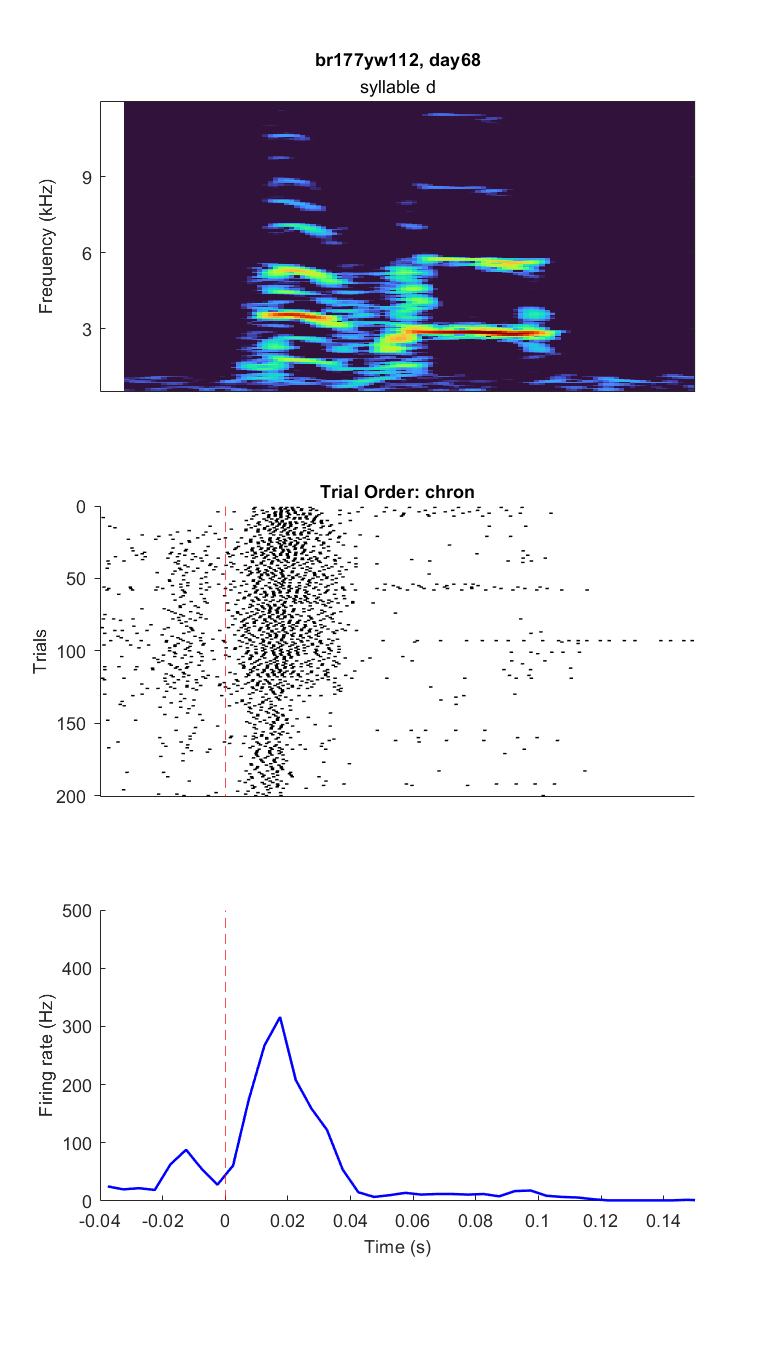 br177yw112, day68
syllable d
9
6
3
Frequency (kHz)
Trial Order: chron
0
50
100
150
200
Trials
500
400
300
200
100
0
Firing rate (Hz)
-0.04 -0.02 0 0.02 0.04 0.06 0.08 0.1 0.12 0.14
Time (s)